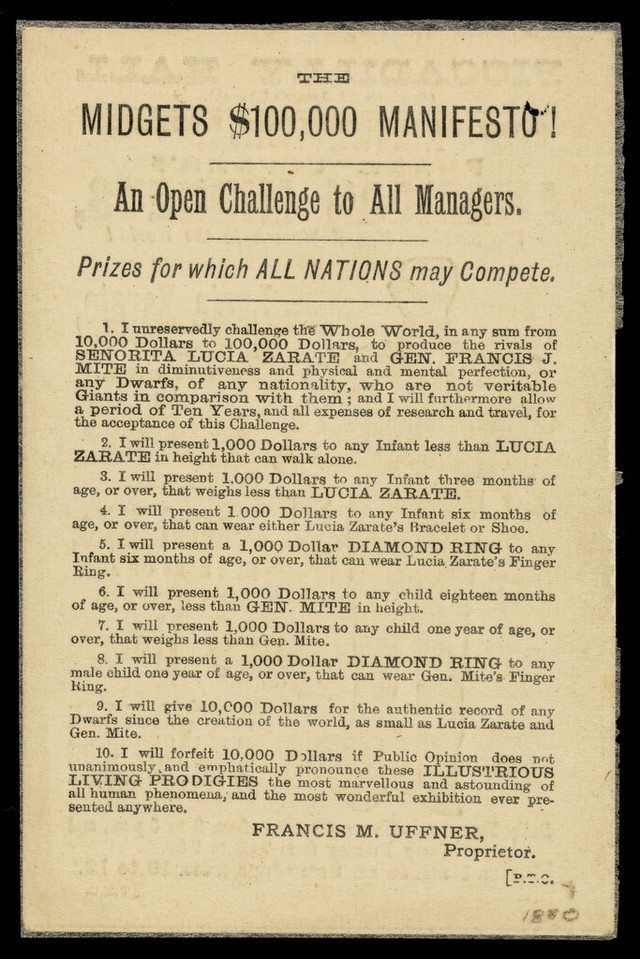 THE
MIDGETS $100,000 MANIFESTO!
An Open Challenge to All Managers.
Prizes for which ALL NATIONS may Compete.
1. I unreservedly challenge the Whole World, in any sum from
10,000 Dollars to 100,000 Dollars, to produce the rivals of
SENORITA LUCIA ZARATE and GEN. FRANCIS J.
MITE in diminutiveness and physical and mental perfection, or
any Dwarfs, of any nationality, who are not veritable
Giants in comparison with them; and I will furthermore allow
a period of Ten Years, and all expenses of research and travel, for
the acceptance of this Challenge.
2. I will present 1,000 Dollars to any Infant less than LUCIA
ZARATE in height that can walk alone.
3. I will present 1,000 Dollars to any Infant three months of
age, or over, that weighs less than LUCIA ZARATE.
4. I will present 1 000 Dollars to any Infant six months of
age, or over, that can wear either Lucia Zarate's Bracelet or Shoe.
5. I will present a 1,000 Dollar DIAMOND RING to any
Infant six months of age, or over, that can wear Lucia Zarate's Finger
Ring.
6. I will present 1,000 Dollars to any child eighteen months
of age, or over, less than GEN. MITE in height.
7. I will present 1,000 Dollars to any child one year of age, or
over, that weighs less than Gen. Mite.
8. I will present a 1,000 Dollar DIAMOND RING to any
male child one year of age, or over, that can wear Gen. Mite's Finger
Ring.
9. I will give 10,000 Dollars for the authentic record of any
Dwarfs since the creation of the world, as small as Lucia Zarate and
Gen. Mite.
10. I will forfeit 10,000 Dollars if Public Opinion does not
unanimously and emphatically pronounce these ILLUSTRIOUS
LIVING PRODIGIES the most marvellous and astounding of
all human phenomena, and the most wonderful exhibition ever pre-
sented anywhere.
FRANCIS M. UFFNER,
Proprietor.
[P.T.O.
1880